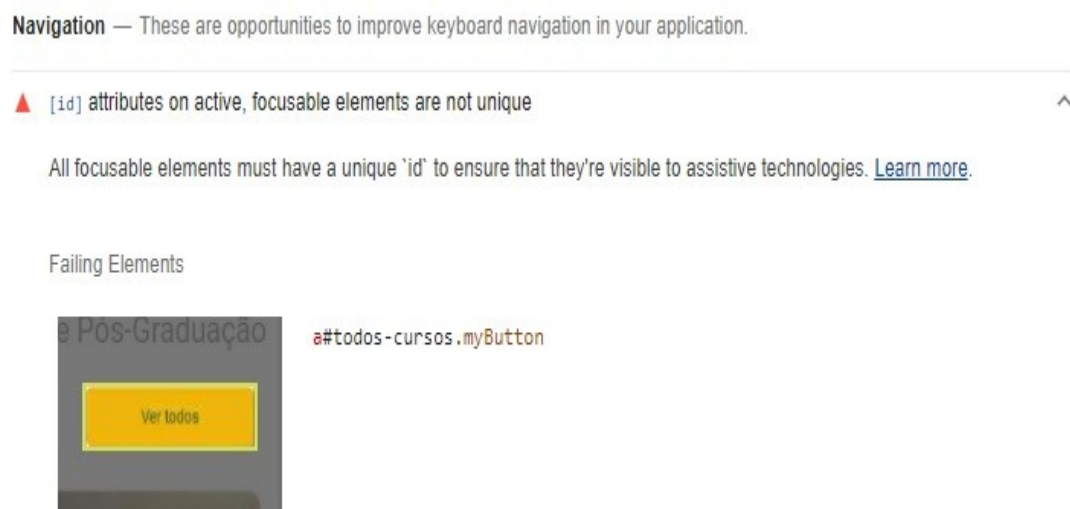 Navigation — These are opportunities to improve keyboard navigation in your application.
[id] attributes on active, focusable elements are not unique
All focusable elements must have a unique `id` to ensure that they're visible to assistive technologies. Learn more.
Failing Elements
e Pós-Graduação
a#todos-cursos.myButton
Ver todos